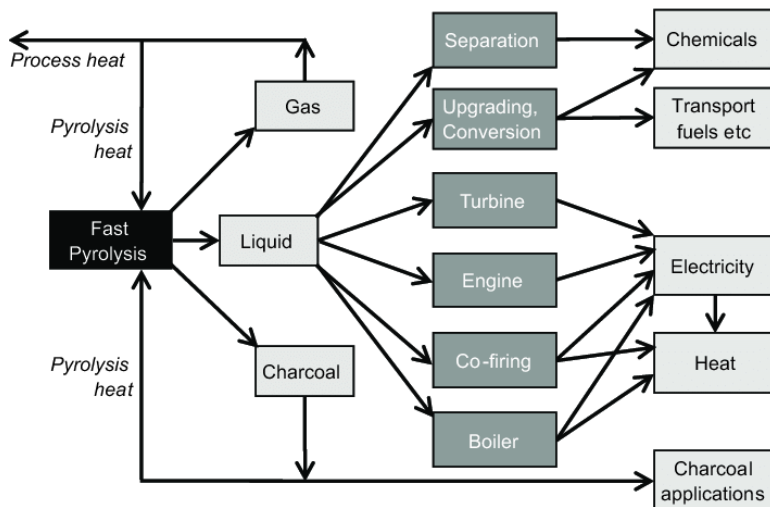 Process heat
Pyrolysis
heat
Gas
Fast
Pyrolysis
Liquid
Pyrolysis
heat
Charcoal
Separation
Upgrading,
Conversion
Turbine
Engine
Co-firing
Boiler
Chemicals
Transport
fuels etc
Electricity
Heat
Charcoal
applications